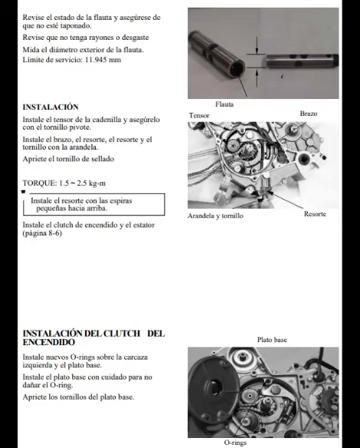 Revise el estado de la flauta y asegúrese de
que no esté taponado.
Revise que no tenga rayones o desgaste
Mida el diámetro exterior de la flauta.
Límite de servicio: 11.945 mm
Flauta
INSTALACIÓN
Instale el tensor de la cadenilla y asegúrelo
con el tornillo pivote.
Instale el brazo, el resorte, el resorte y el
tornillo con la arandela.
Apriete el tornillo de sellado
Tensor
Brazo
TORQUE: 1.5 ~ 2.5 kg-m
Instale el resorte con las espiras
pequeñas hacia arriba.
Instale el clutch de encendido y el estator
(página 8-6)
Arandela y tornillo
Resorte
INSTALACIÓN DEL CLUTCH DEL
ENCENDIDO
Instale nuevos O-rings sobre la carcaza
izquierda y el plato base.
Instale el plato base con cuidado para no
dañar el O-ring.
Apriete los tornillos del plato base.
Plato base
O-rings